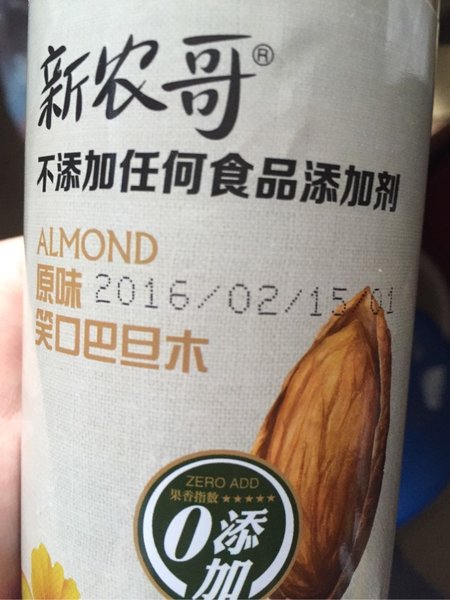 新农哥®
不添加任何食品添加剂
ALMOND
原味 2016/02/15 01
笑口巴旦木
ZERO ADD
果香指数★★★★★
0添加